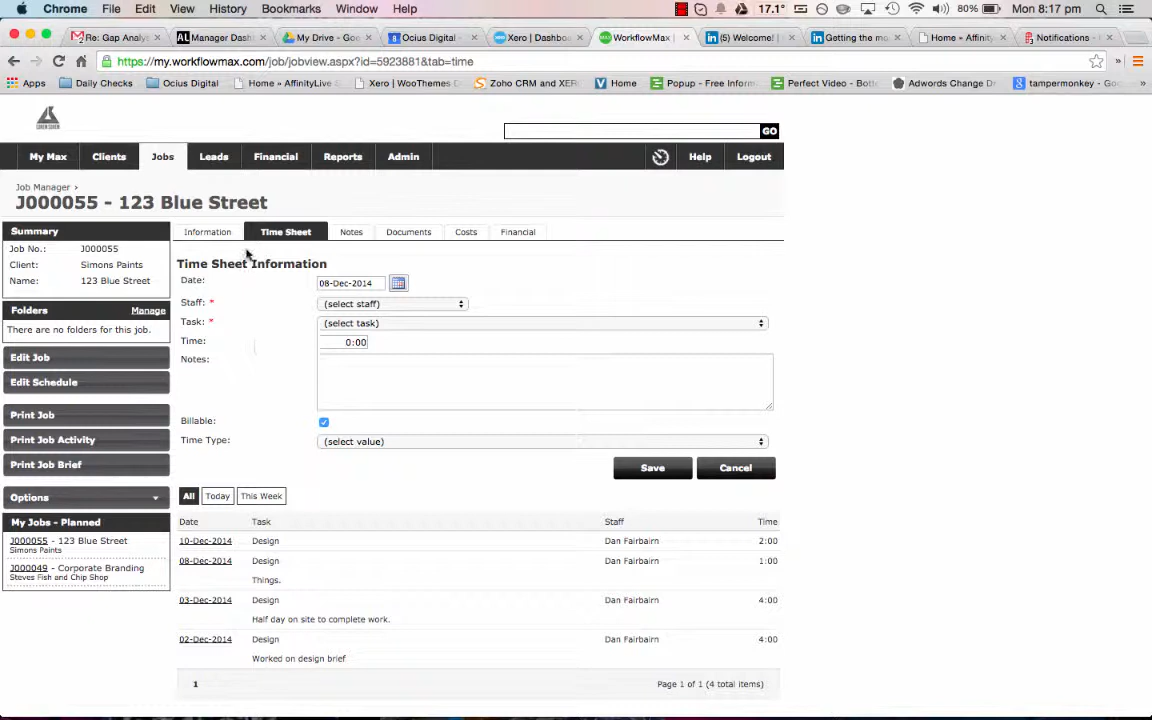 Chrome File Edit View History Bookmarks Window Help 17.1° 80% Mon 8:17 pm
Re: Gap Analy Manager Dash My Drive - Goo Ocius Digital - Xero | Dashboa WorkflowMax | Welcome! Getting the mo Home » Affinity Notifications -
https://my.workflowmax.com/job/jobview.aspx?id=5923881&tab=time
Apps Daily Checks Ocius Digital Home » AffinityLive Xero | WooThemes D Zoho CRM and XER Home Popup - Free Inform Perfect Video - Bott Adwords Change D tampermonkey - Go »
GO
My Max Clients Jobs Leads Financial Reports Admin Help Logout
Job Manager ›
J000055 - 123 Blue Street
Summary
Job No.: J000055
Client: Simons Paints
Name: 123 Blue Street
Folders Manage
There are no folders for this job.
Edit Job
Edit Schedule
Print Job
Print Job Activity
Print Job Brief
Options
My Jobs - Planned
J000055 - 123 Blue Street
Simons Paints
J000049 - Corporate Branding
Steves Fish and Chip Shop
Information Time Sheet Notes Documents Costs Financial
Time Sheet Information
Date: 08-Dec-2014
Staff: * (select staff)
Task: * (select task)
Time: 0:00
Notes:
Billable:
Time Type: (select value)
Save Cancel
All Today This Week
Date Task Staff Time
10-Dec-2014 Design Dan Fairbairn 2:00
08-Dec-2014 Design Dan Fairbairn 1:00
Things.
03-Dec-2014 Design Dan Fairbairn 4:00
Half day on site to complete work.
02-Dec-2014 Design Dan Fairbairn 4:00
Worked on design brief
1 Page 1 of 1 (4 total items)